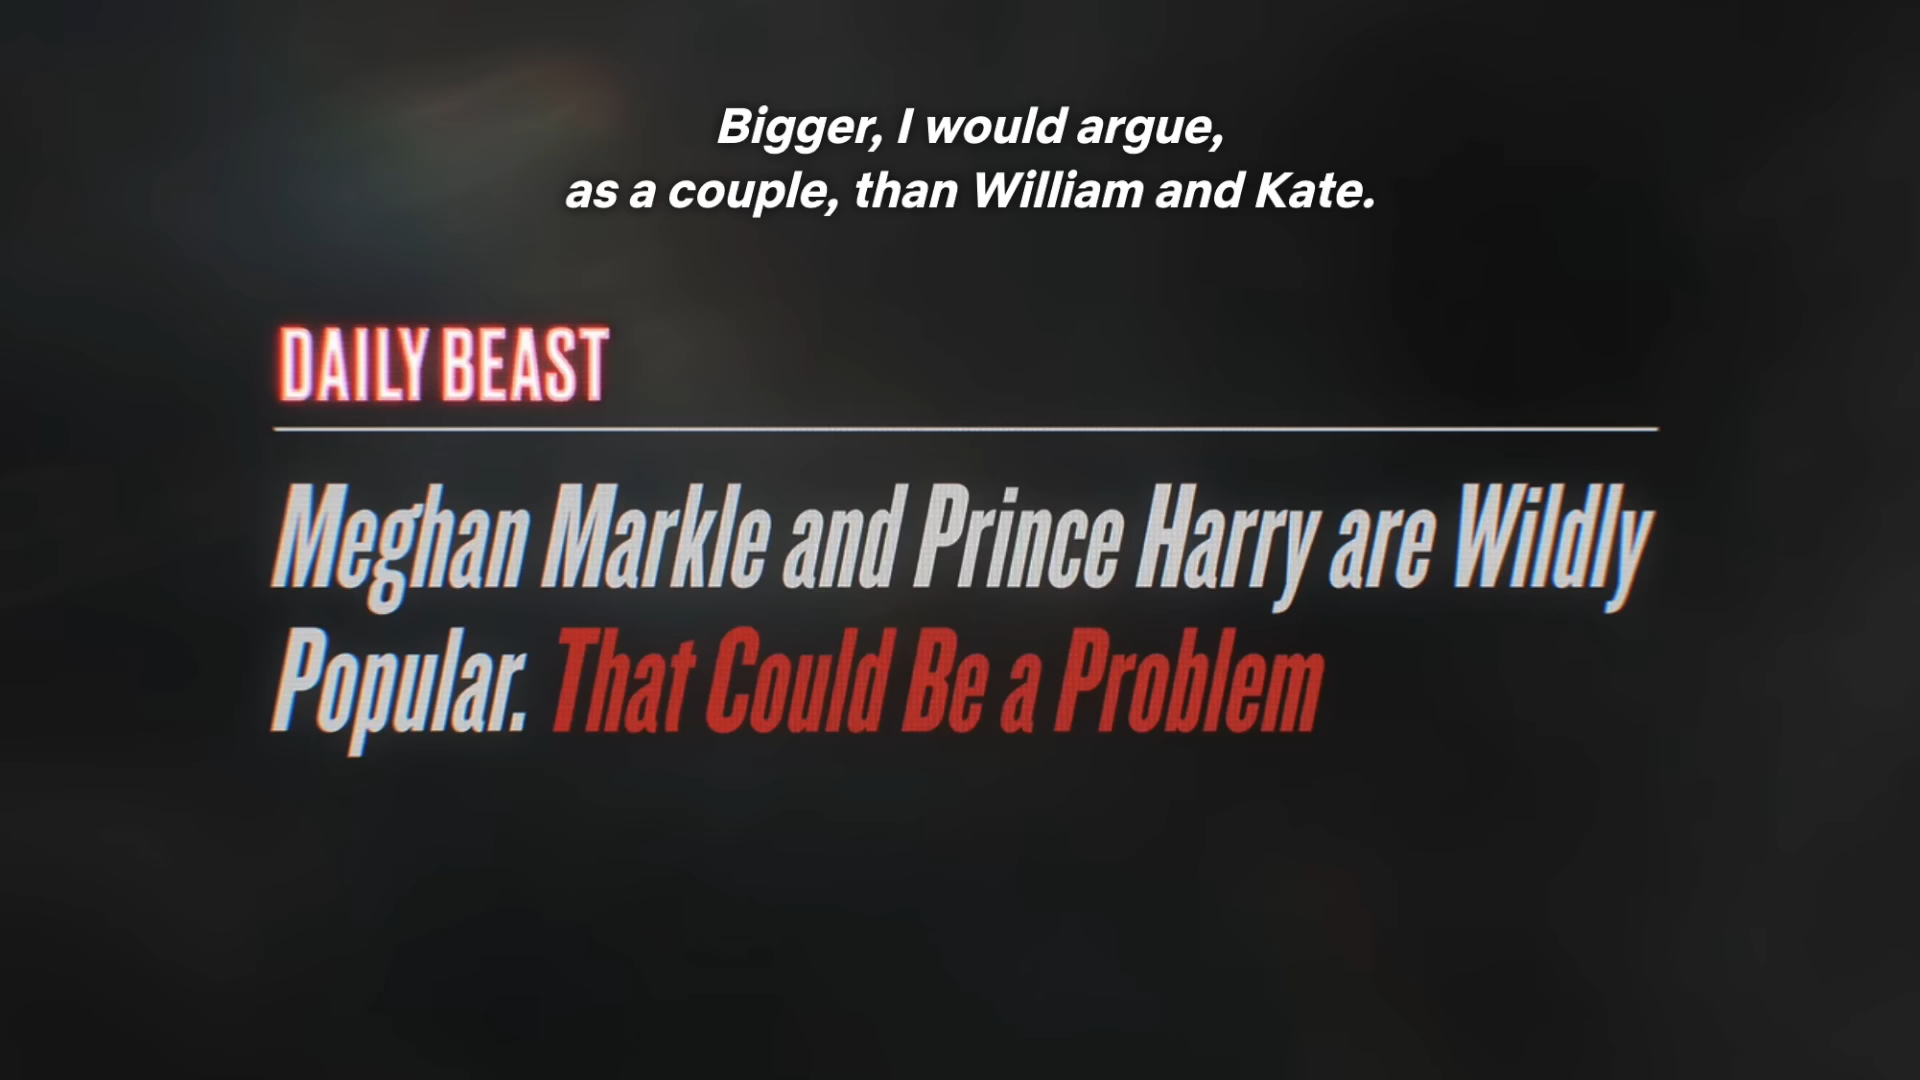 Bigger, I would argue,
as a couple, than William and Kate.
DAILY BEAST
Meghan Markle and Prince Harry are Wildly
Popular. That Could Be a Problem